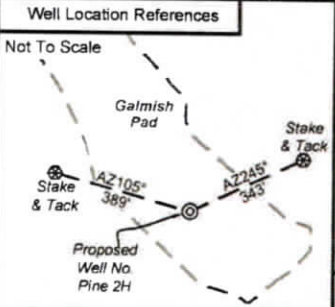 Well Location References
Not To Scale
Galmish
Pad
Stake
& Tack
AZ105°
389'
AZ245°
343'
Stake
& Tack
Proposed
Well No.
Pine 2H